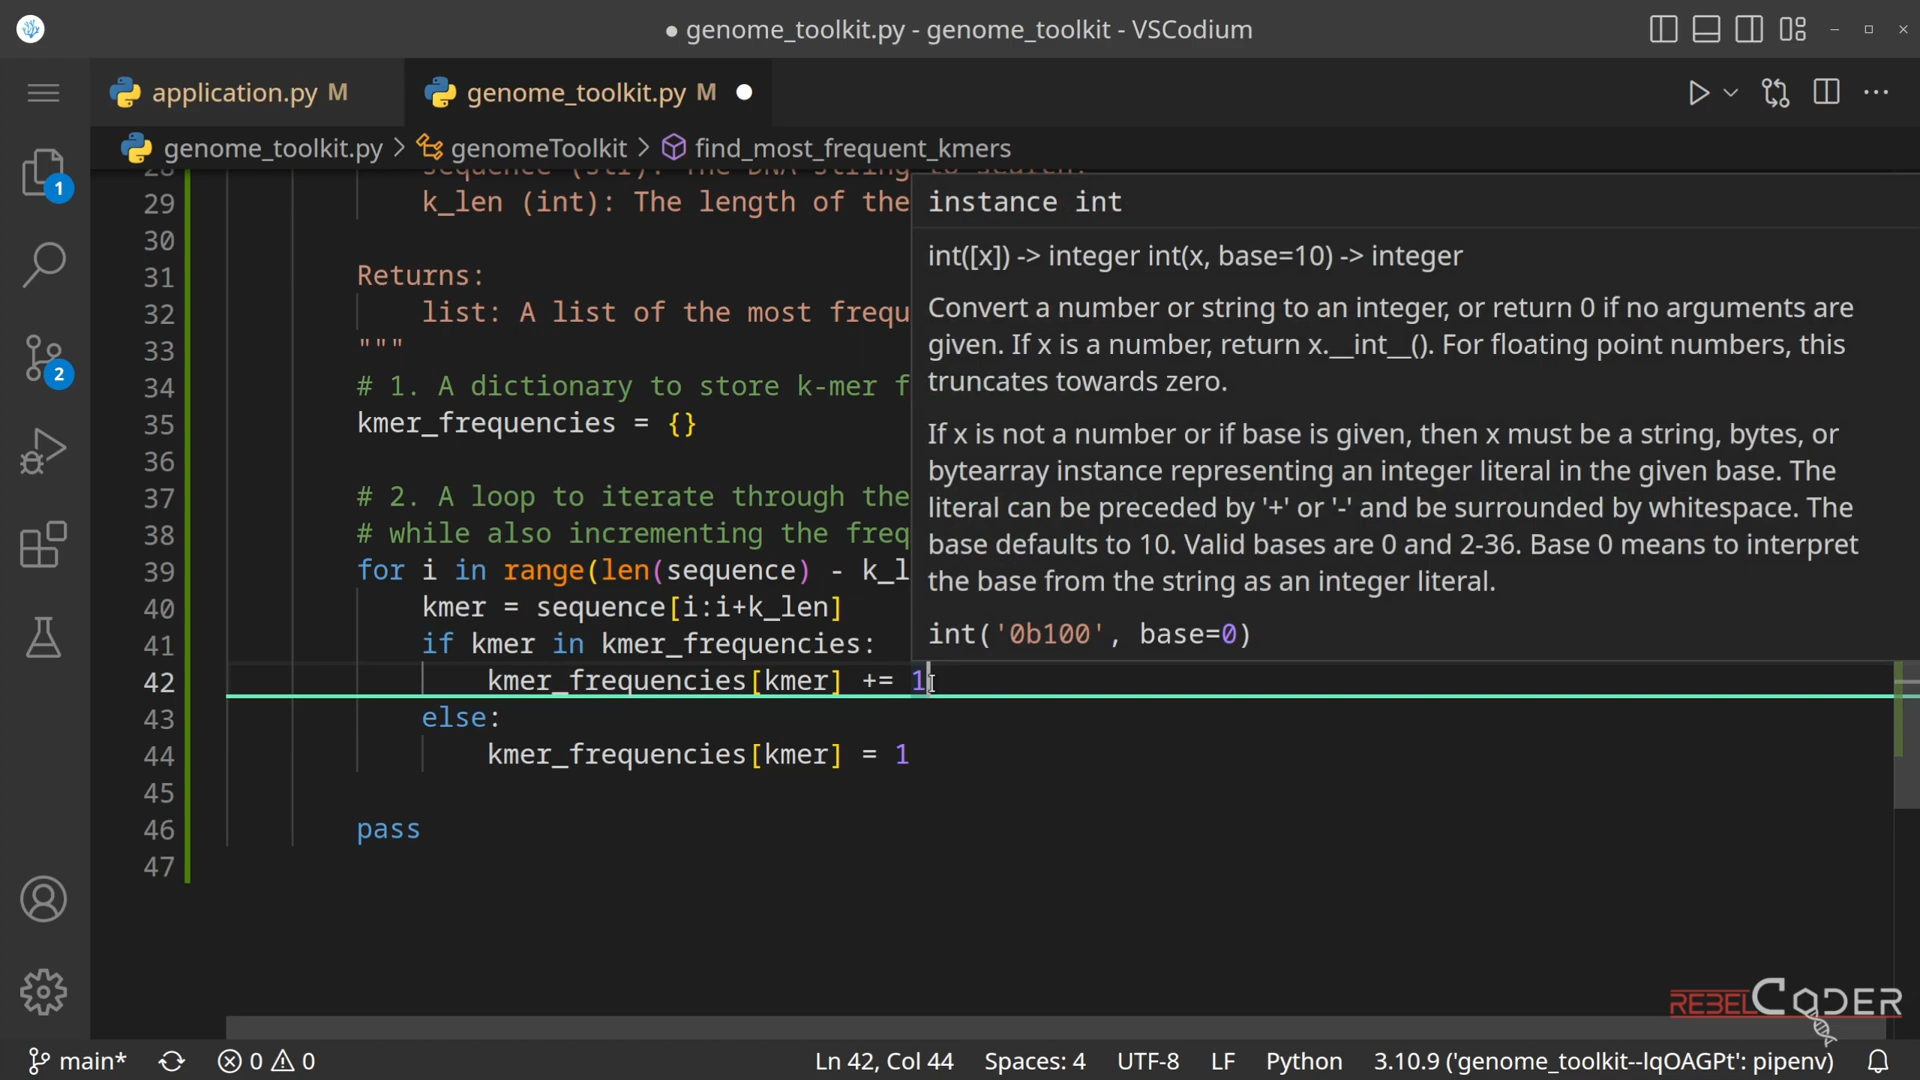 genome_toolkit.py - genome_toolkit - VSCodium
application.py M
genome_toolkit.py M
genome_toolkit.py > genomeToolkit > find_most_frequent_kmers
28 sequence (str): The DNA string to search.
29 k_len (int): The length of the
30
31 Returns:
32 list: A list of the most frequ
33 """
34 # 1. A dictionary to store k-mer f
35 kmer_frequencies = {}
36
37 # 2. A loop to iterate through the
38 # while also incrementing the freq
39 for i in range(len(sequence) - k_l
40 kmer = sequence[i:i+k_len]
41 if kmer in kmer_frequencies:
42 kmer_frequencies[kmer] += 1
43 else:
44 kmer_frequencies[kmer] = 1
45
46 pass
47
instance int
int([x]) -> integer int(x, base=10) -> integer
Convert a number or string to an integer, or return 0 if no arguments are
given. If x is a number, return x.__int__(). For floating point numbers, this
truncates towards zero.
If x is not a number or if base is given, then x must be a string, bytes, or
bytearray instance representing an integer literal in the given base. The
literal can be preceded by '+' or '-' and be surrounded by whitespace. The
base defaults to 10. Valid bases are 0 and 2-36. Base 0 means to interpret
the base from the string as an integer literal.
int('0b100', base=0)
1
2
REBELCODER
main*
0 0
Ln 42, Col 44
Spaces: 4
UTF-8
LF
Python
3.10.9 ('genome_toolkit--lqOAGPt': pipenv)